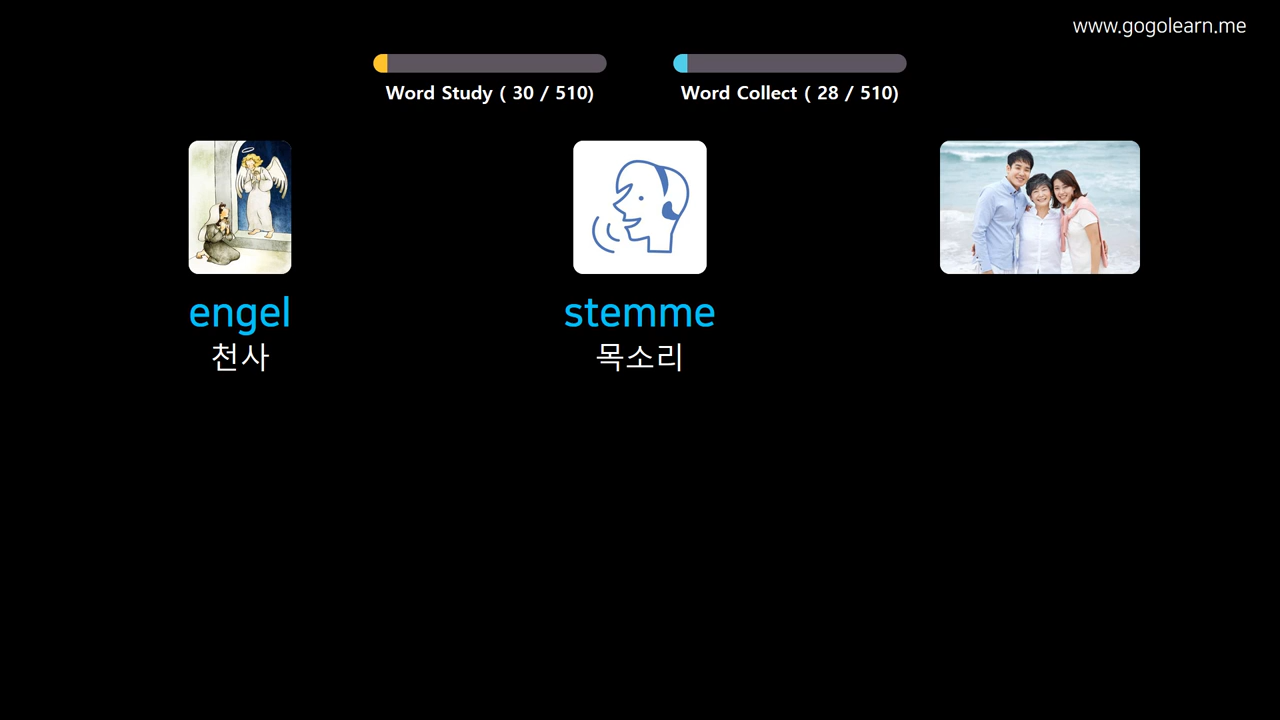 www.gogolearn.me
Word Study ( 30 / 510)
Word Collect ( 28 / 510)
engel
천사
stemme
목소리